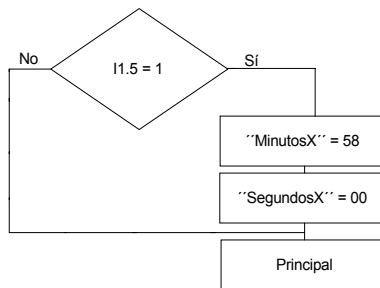 No
I1.5 = 1
Sí
´´MinutosX´´ = 58
´´SegundosX´´ = 00
Principal